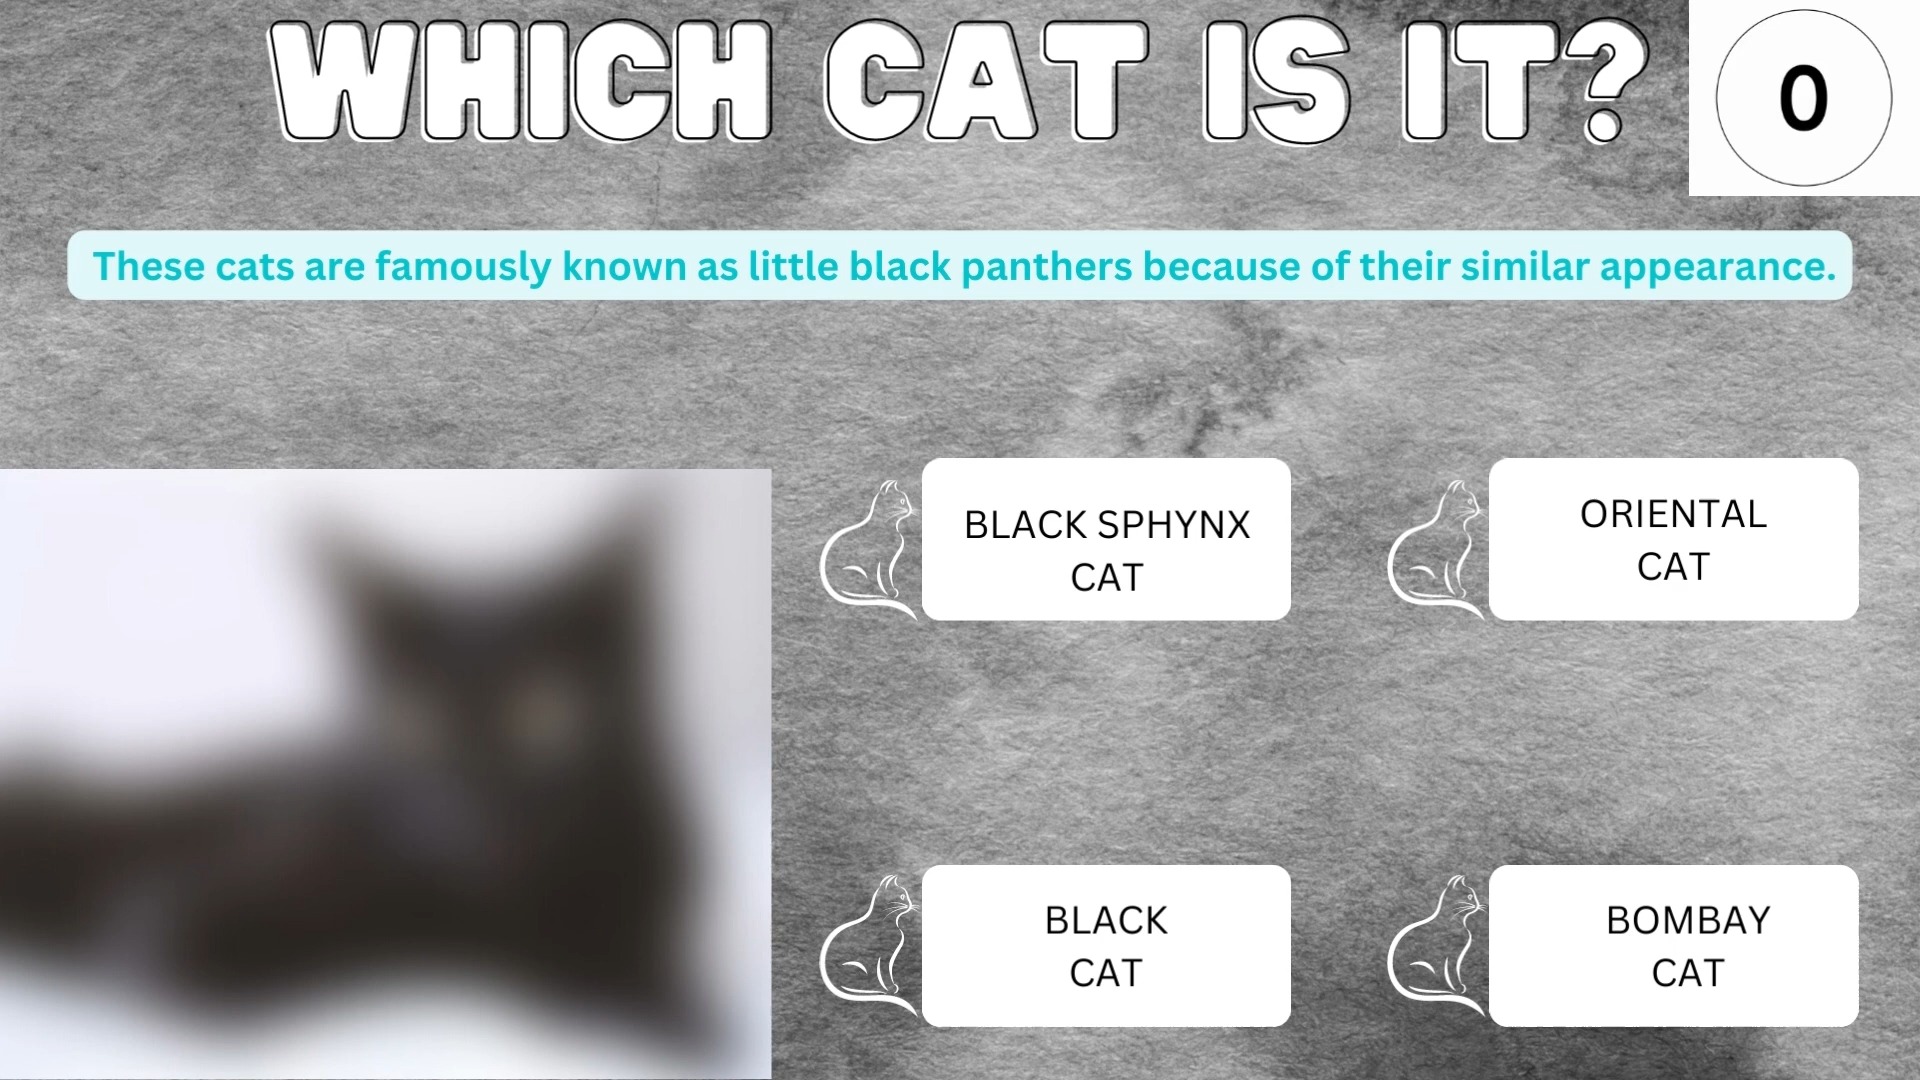 WHICH CAT IS IT?
0
These cats are famously known as little black panthers because of their similar appearance.
BLACK SPHYNX
CAT
ORIENTAL
CAT
BLACK
CAT
BOMBAY
CAT